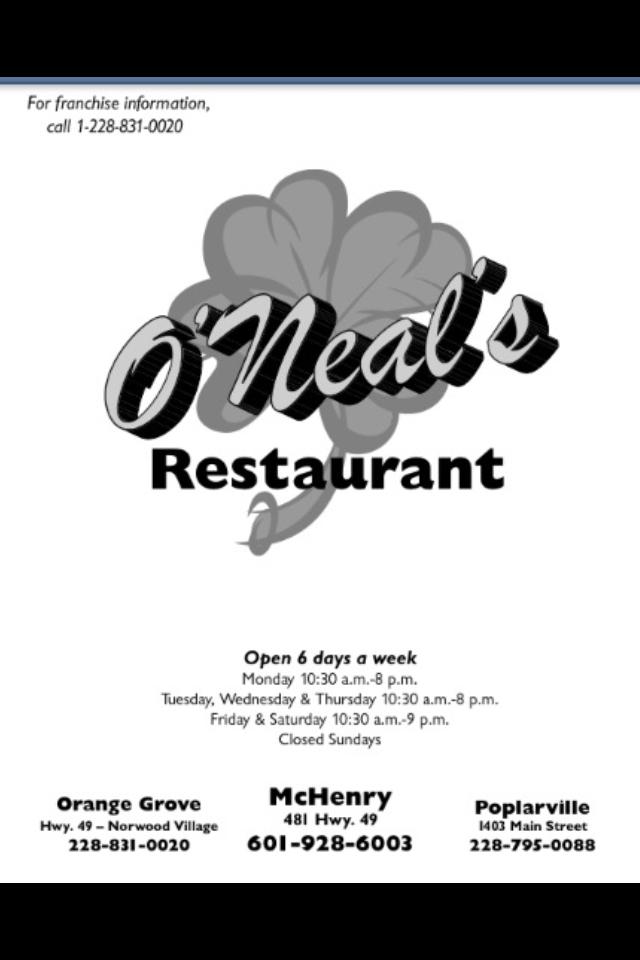 For franchise information,
call 1-228-831-0020
O'Neal's
Restaurant
Open 6 days a week
Monday 10:30 a.m.-8 p.m.
Tuesday, Wednesday & Thursday 10:30 a.m.-8 p.m.
Friday & Saturday 10:30 a.m.-9 p.m.
Closed Sundays
Orange Grove
Hwy. 49 – Norwood Village
228-831-0020
McHenry
481 Hwy. 49
601-928-6003
Poplarville
1403 Main Street
228-795-0088